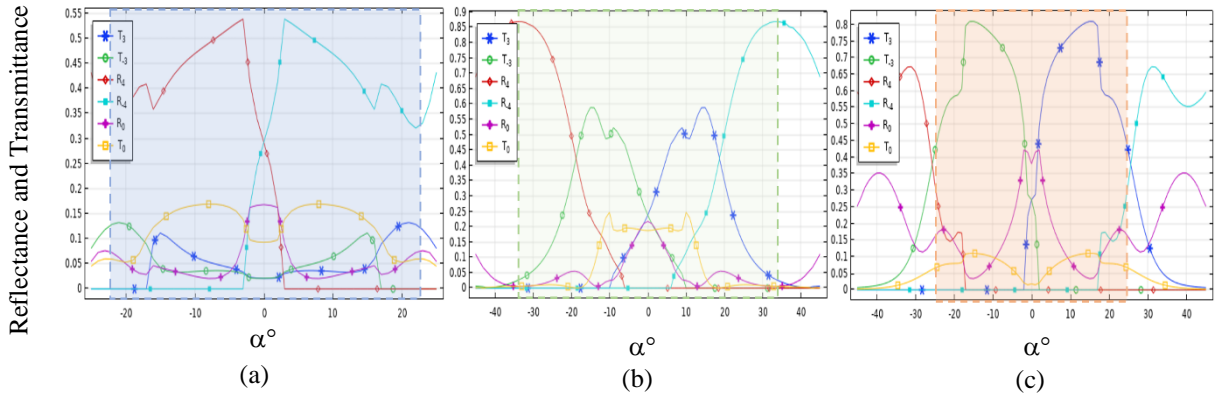 Reflectance and Transmittance
0.55
0.5
0.45
0.4
0.35
0.3
0.25
0.2
0.15
0.1
0.05
0
T3
T-3
R4
R-4
R0
T0
-20 -10 0 10 20
α°
(a)
0.9
0.85
0.8
0.75
0.7
0.65
0.6
0.55
0.5
0.45
0.4
0.35
0.3
0.25
0.2
0.15
0.1
0.05
0
T3
T-3
R4
R-4
R0
T0
-40 -30 -20 -10 0 10 20 30 40
α°
(b)
0.8
0.75
0.7
0.65
0.6
0.55
0.5
0.45
0.4
0.35
0.3
0.25
0.2
0.15
0.1
0.05
0
T3
T-3
R4
R-4
R0
T0
-40 -30 -20 -10 0 10 20 30 40
α°
(c)